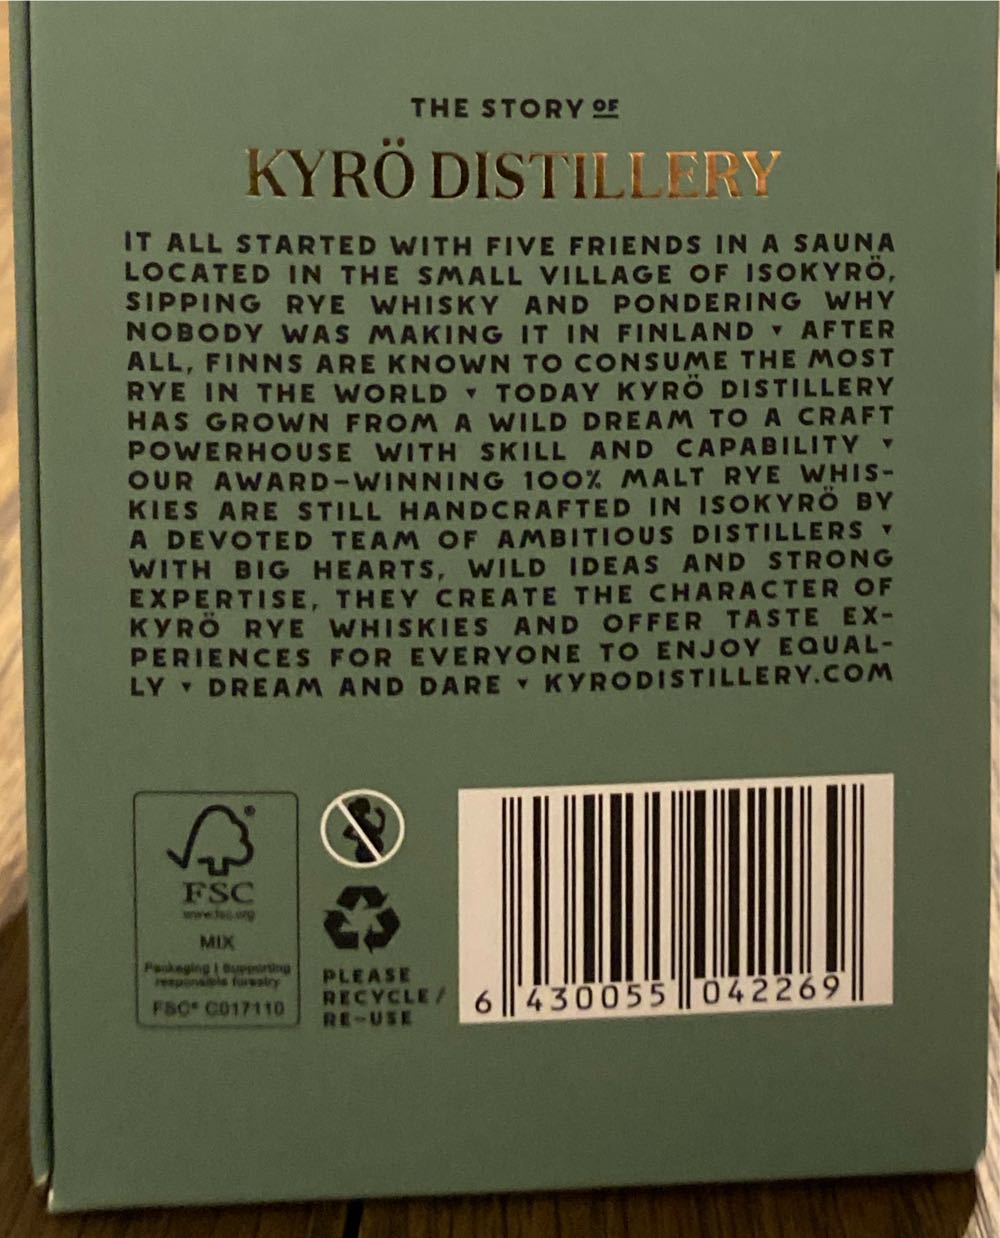 THE STORY OF
KYRÖ DISTILLERY
IT ALL STARTED WITH FIVE FRIENDS IN A SAUNA
LOCATED IN THE SMALL VILLAGE OF ISOKYRÖ,
SIPPING RYE WHISKY AND PONDERING WHY
NOBODY WAS MAKING IT IN FINLAND ▼ AFTER
ALL, FINNS ARE KNOWN TO CONSUME THE MOST
RYE IN THE WORLD ▼ TODAY KYRÖ DISTILLERY
HAS GROWN FROM A WILD DREAM TO A CRAFT
POWERHOUSE WITH SKILL AND CAPABILITY ▼
OUR AWARD-WINNING 100% MALT RYE WHIS-
KIES ARE STILL HANDCRAFTED IN ISOKYRÖ BY
A DEVOTED TEAM OF AMBITIOUS DISTILLERS ▼
WITH BIG HEARTS, WILD IDEAS AND STRONG
EXPERTISE, THEY CREATE THE CHARACTER OF
KYRÖ RYE WHISKIES AND OFFER TASTE EX-
PERIENCES FOR EVERYONE TO ENJOY EQUAL-
LY ▼ DREAM AND DARE ▼ KYRODISTILLERY.COM
®
FSC
www.fsc.org
MIX
Packaging | Supporting
responsible forestry
FSC® C017110
PLEASE
RECYCLE/
RE-USE
6 430055 042269